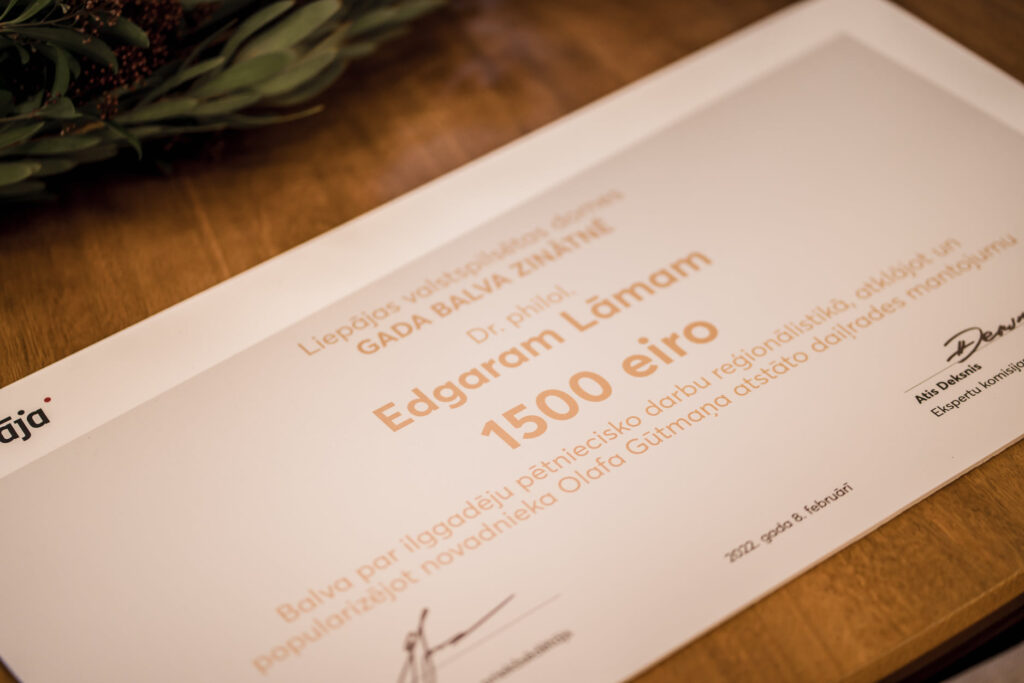 āja
Liepājas valstspilsētas domes
GADA BALVA ZINĀTNĒ
Dr. philol.
Edgaram Lāmam
1500 eiro
Balva par ilggadēju pētniecisko darbu reģionālistikā, atklājot un
popularizējot novadnieka Olafa Gūtmaņa atstāto daiļrades mantojumu
Atis Deksnis
Ekspertu komisijas
2022. gada 8. februārī